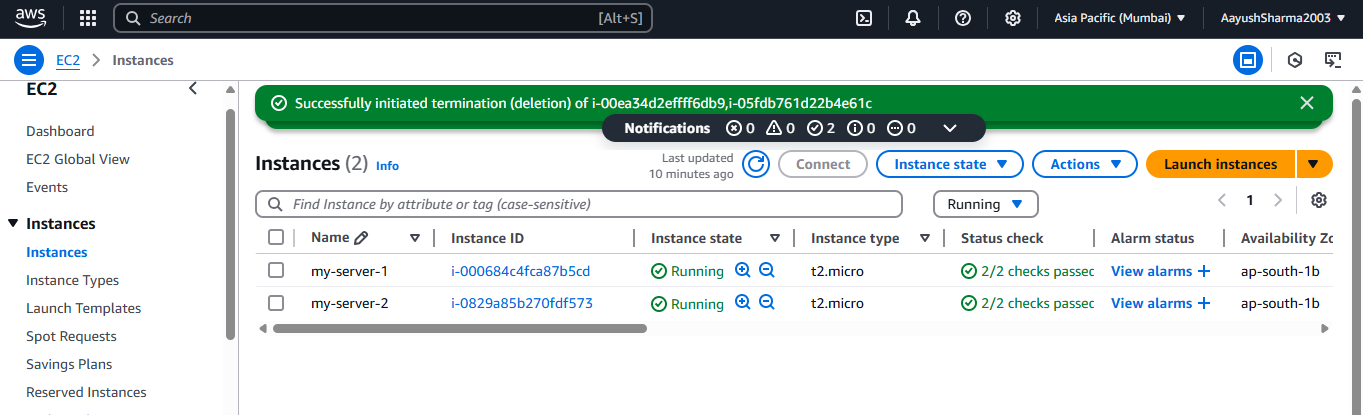 aws
Search [Alt+S] Asia Pacific (Mumbai) AayushSharma2003
EC2 Instances
EC2
Dashboard
EC2 Global View
Events
Instances
Instances
Instance Types
Launch Templates
Spot Requests
Savings Plans
Reserved Instances
Successfully initiated termination (deletion) of i-00ea34d2effff6db9,i-05fdb761d22b4e61c
Notifications 0 0 2 0 0
Instances (2) Info
Last updated
10 minutes ago
Connect Instance state Actions Launch instances
Find Instance by attribute or tag (case-sensitive) Running 1
Name Instance ID Instance state Instance type Status check Alarm status Availability Zo
my-server-1 i-000684c4fca87b5cd Running t2.micro 2/2 checks passec View alarms + ap-south-1b
my-server-2 i-0829a85b270fdf573 Running t2.micro 2/2 checks passec View alarms + ap-south-1b